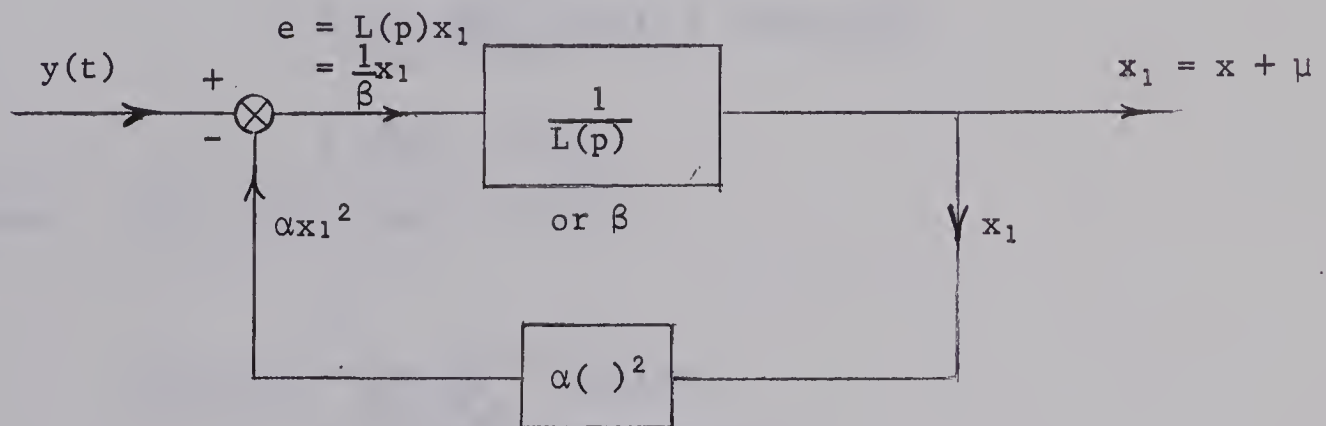 e = L(p)x₁
= 1/β x₁
y(t)
+
-
1/L(p)
or β
x₁ = x + μ
αx₁²
x₁
α( )²